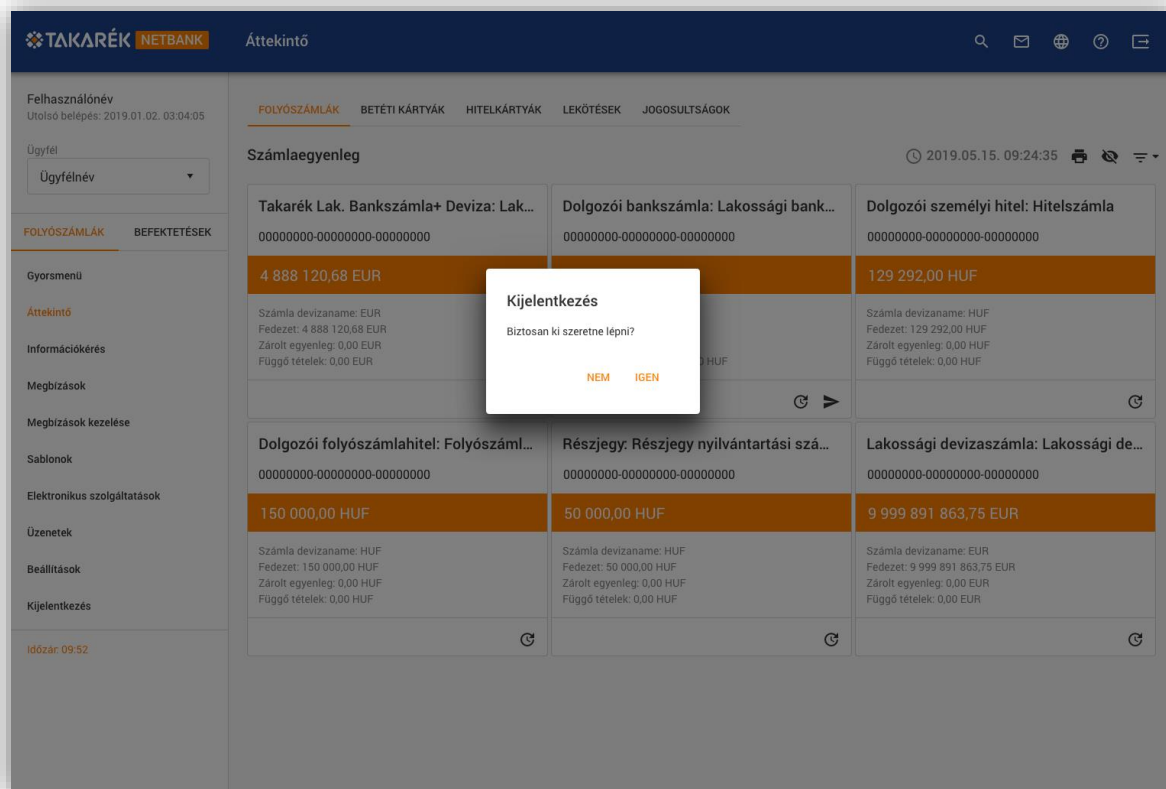 TAKARÉK NETBANK
Áttekintő
Felhasználónév
Utolsó belépés: 2019.01.02. 03:04:05
Ügyfél
Ügyfélnév
FOLYÓSZÁMLÁK BEFEKTETÉSEK
Gyorsmenü
Áttekintő
Információkérés
Megbízások
Megbízások kezelése
Sablonok
Elektronikus szolgáltatások
Üzenetek
Beállítások
Kijelentkezés
Időzár: 09:52
FOLYÓSZÁMLÁK BETÉTI KÁRTYÁK HITELKÁRTYÁK LEKÖTÉSEK JOGOSULTSÁGOK
Számlaegyenleg
2019.05.15. 09:24:35
Takarék Lak. Bankszámla+ Deviza: Lak...
00000000-00000000-00000000
4 888 120,68 EUR
Számla devizaname: EUR
Fedezet: 4 888 120,68 EUR
Zárolt egyenleg: 0,00 EUR
Függő tételek: 0,00 EUR
Dolgozói bankszámla: Lakossági bank...
00000000-00000000-00000000
HUF
Dolgozói személyi hitel: Hitelszámla
00000000-00000000-00000000
129 292,00 HUF
Számla devizaname: HUF
Fedezet: 129 292,00 HUF
Zárolt egyenleg: 0,00 HUF
Függő tételek: 0,00 HUF
Kijelentkezés
Biztosan ki szeretne lépni?
NEM IGEN
Dolgozói folyószámlahitel: Folyószáml...
00000000-00000000-00000000
150 000,00 HUF
Számla devizaname: HUF
Fedezet: 150 000,00 HUF
Zárolt egyenleg: 0,00 HUF
Függő tételek: 0,00 HUF
Részjegy: Részjegy nyilvántartási szá...
00000000-00000000-00000000
50 000,00 HUF
Számla devizaname: HUF
Fedezet: 50 000,00 HUF
Zárolt egyenleg: 0,00 HUF
Függő tételek: 0,00 HUF
Lakossági devizaszámla: Lakossági de...
00000000-00000000-00000000
9 999 891 863,75 EUR
Számla devizaname: EUR
Fedezet: 9 999 891 863,75 EUR
Zárolt egyenleg: 0,00 EUR
Függő tételek: 0,00 EUR